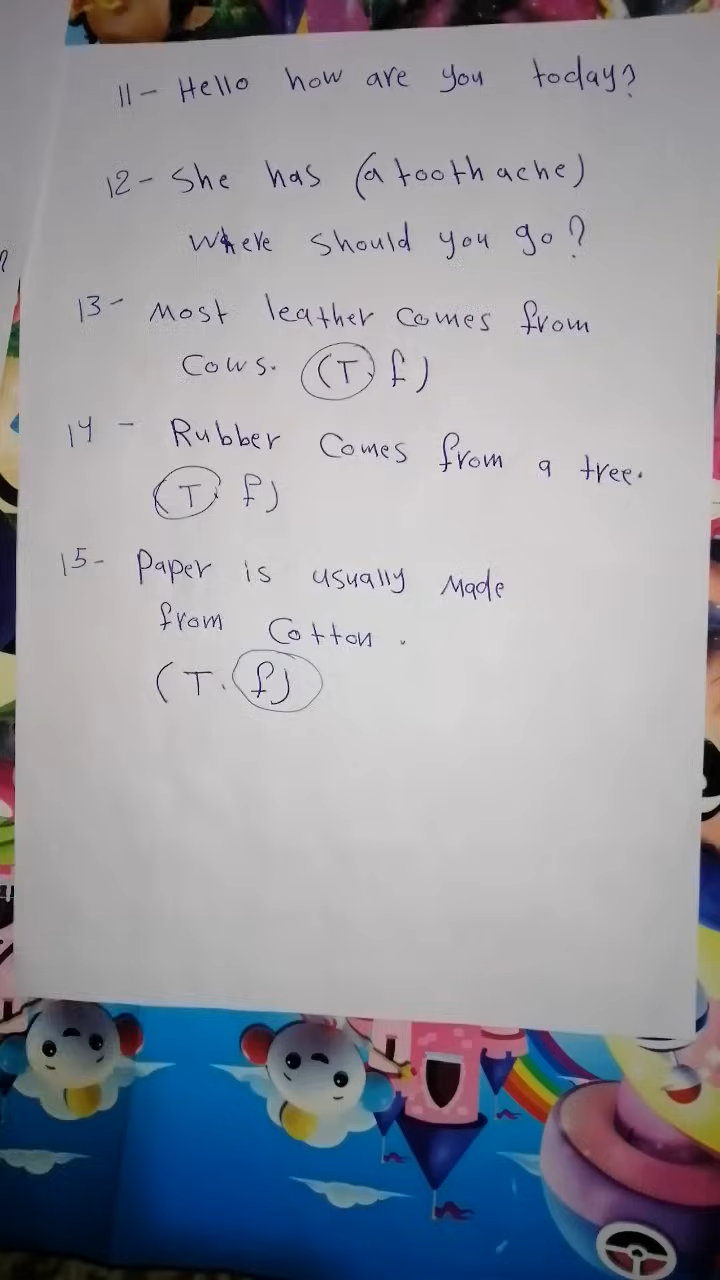 11- Hello how are you today?
12- She has (a toothache)
Where should you go?
13- Most leather comes from
Cows. (T. f)
14- Rubber Comes from a tree.
(T. f)
15- Paper is usually Made
from Cotton.
(T. f)